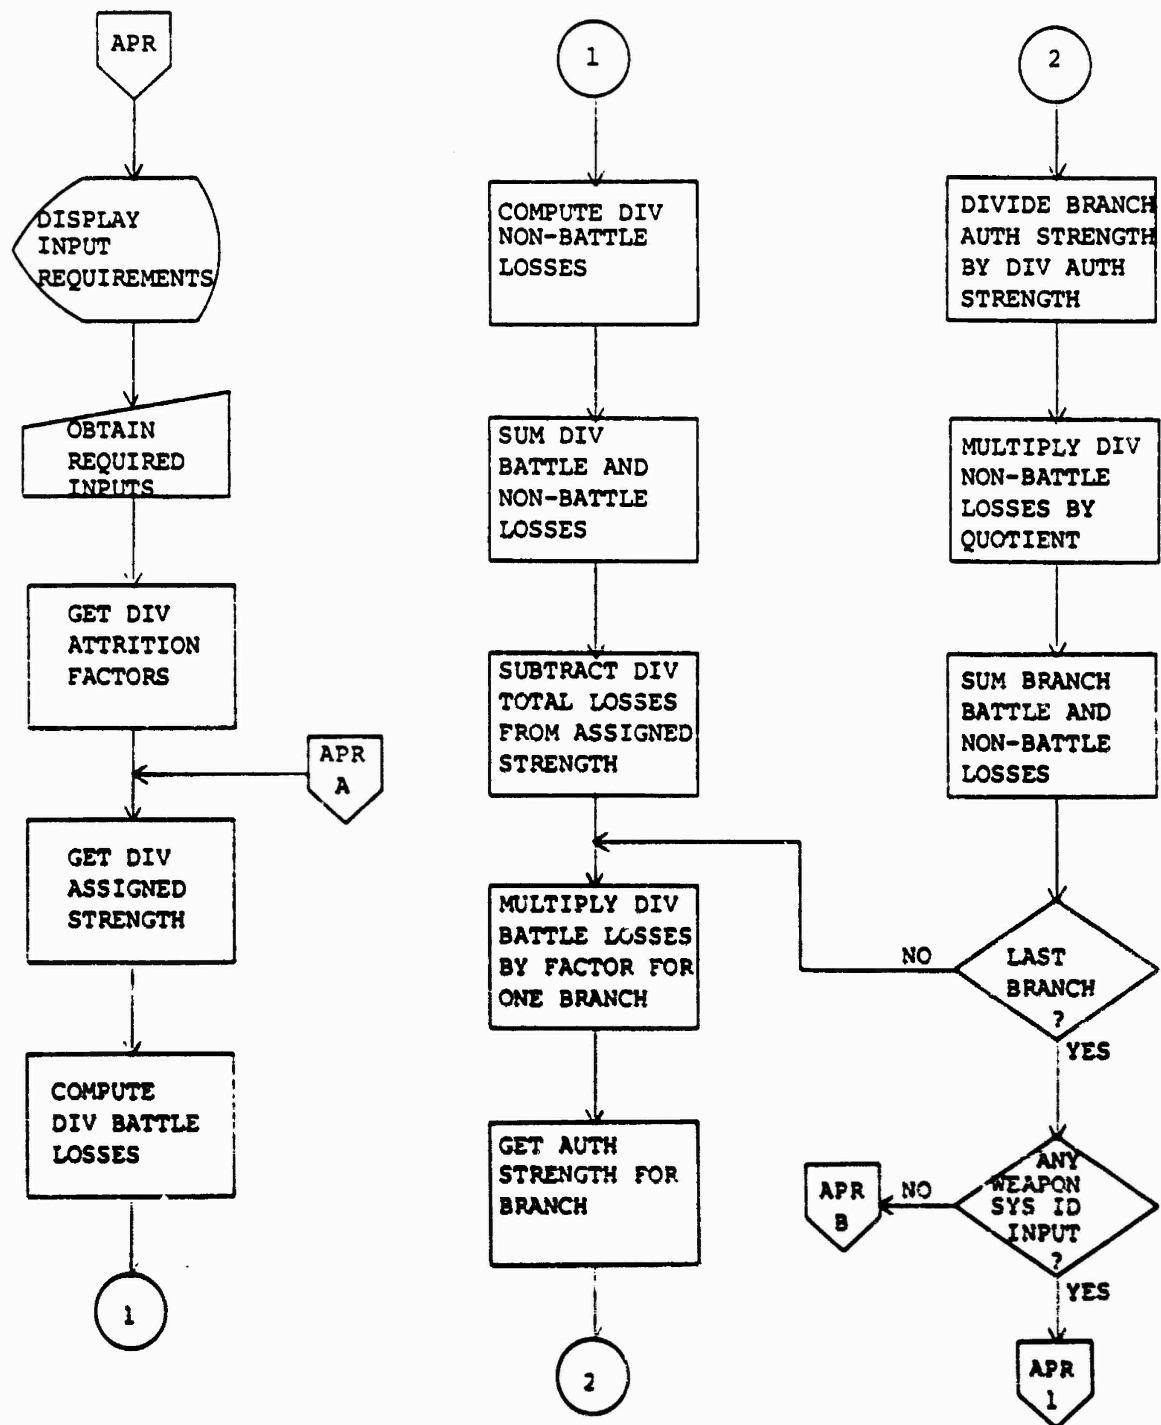 APR
DISPLAY
INPUT
REQUIREMENTS
OBTAIN
REQUIRED
INPUTS
GET DIV
ATTRITION
FACTORS
APR
A
GET DIV
ASSIGNED
STRENGTH
COMPUTE
DIV BATTLE
LOSSES
1
1
COMPUTE DIV
NON-BATTLE
LOSSES
SUM DIV
BATTLE AND
NON-BATTLE
LOSSES
SUBTRACT DIV
TOTAL LOSSES
FROM ASSIGNED
STRENGTH
MULTIPLY DIV
BATTLE LOSSES
BY FACTOR FOR
ONE BRANCH
GET AUTH
STRENGTH FOR
BRANCH
2
2
DIVIDE BRANCH
AUTH STRENGTH
BY DIV AUTH
STRENGTH
MULTIPLY DIV
NON-BATTLE
LOSSES BY
QUOTIENT
SUM BRANCH
BATTLE AND
NON-BATTLE
LOSSES
NO
LAST
BRANCH
?
YES
ANY
WEAPON
SYS ID
INPUT
?
NO
APR
B
YES
APR
1